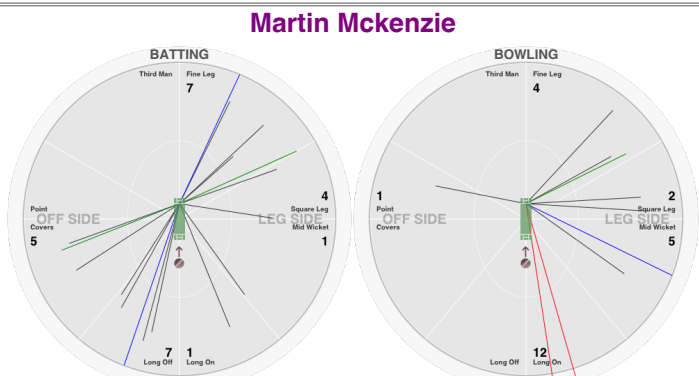 Martin Mckenzie
BATTING
Third Man Fine Leg
7
4
Square Leg
LEG SIDE
Mid Wicket
1
Point
OFF SIDE
Covers
5
7 1
Long Off Long On
BOWLING
Third Man Fine Leg
4
1
Point
OFF SIDE
Covers
2
Square Leg
LEG SIDE
Mid Wicket
5
12
Long Off Long On